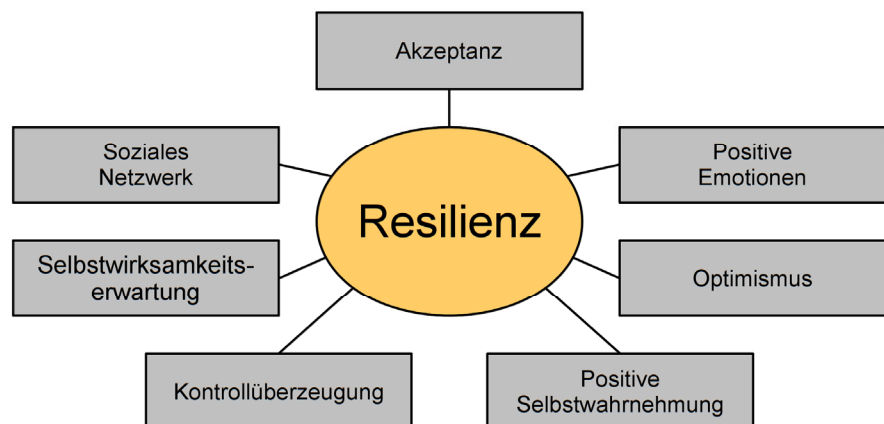 Akzeptanz
Soziales
Netzwerk
Positive
Emotionen
Resilienz
Selbstwirksamkeits-
erwartung
Optimismus
Kontrollüberzeugung
Positive
Selbstwahrnehmung